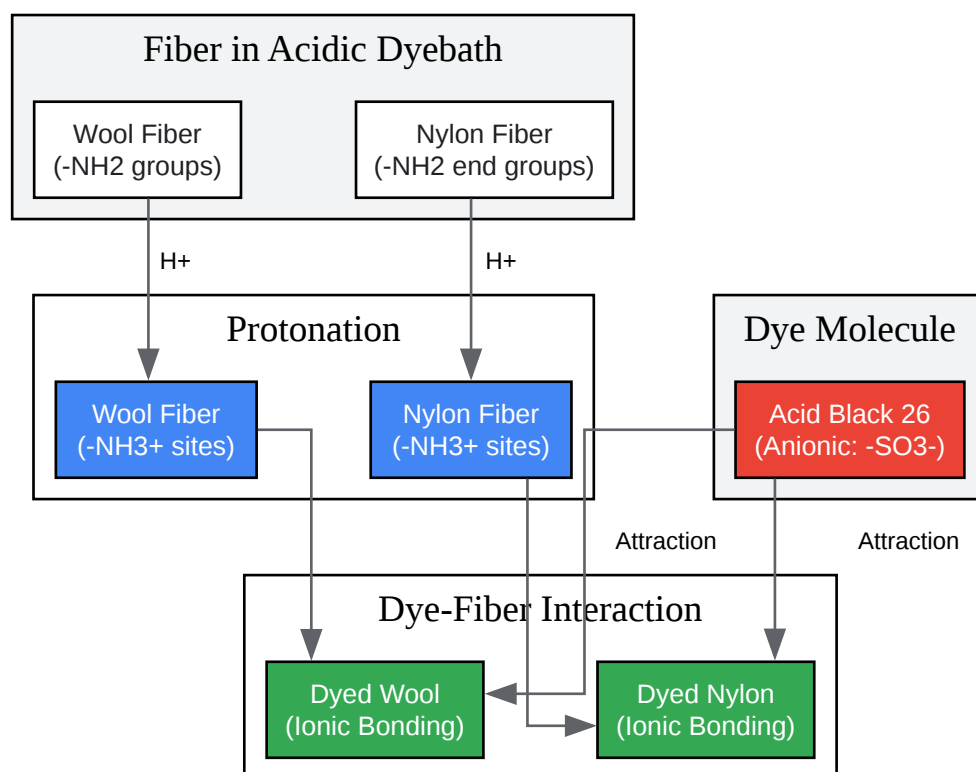 Fiber in Acidic Dyebath
Wool Fiber
(-NH2 groups)
Nylon Fiber
(-NH2 end groups)
H+
H+
Protonation
Dye Molecule
Wool Fiber
(-NH3+ sites)
Nylon Fiber
(-NH3+ sites)
Acid Black 26
(Anionic: -SO3-)
Attraction
Attraction
Dye-Fiber Interaction
Dyed Wool
(Ionic Bonding)
Dyed Nylon
(Ionic Bonding)